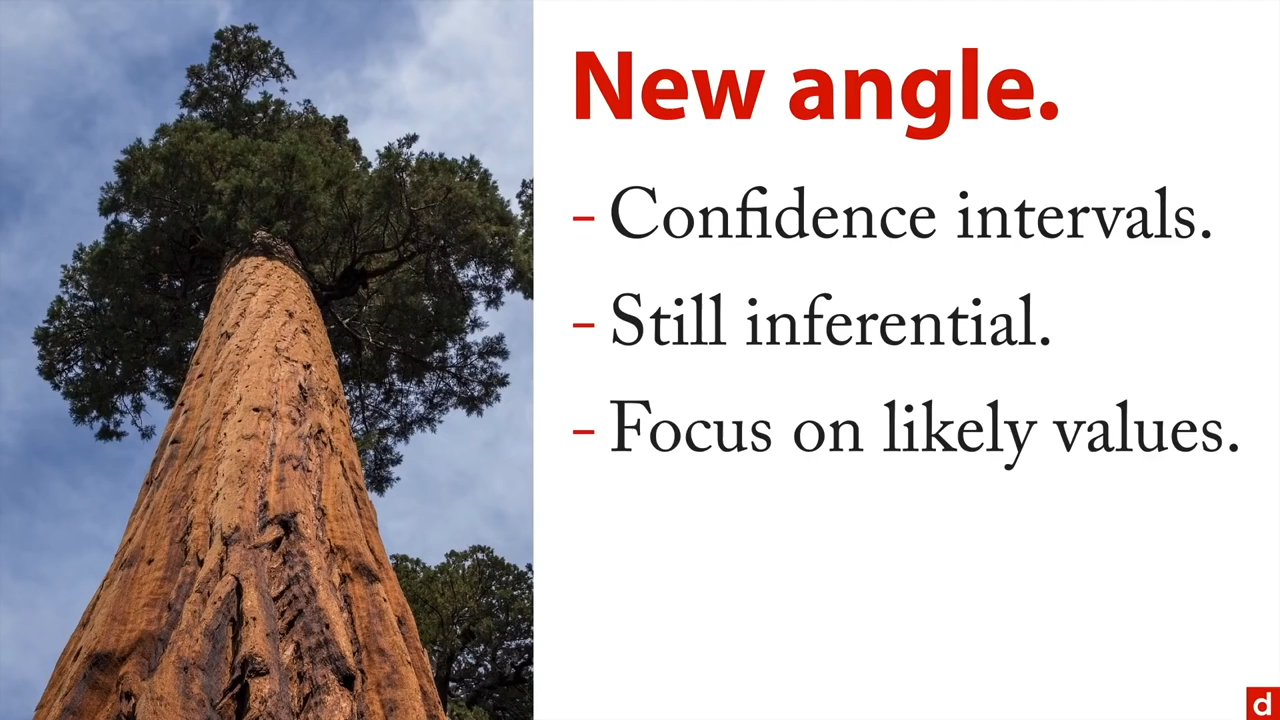 New angle.
- Confidence intervals.
- Still inferential.
- Focus on likely values.
d